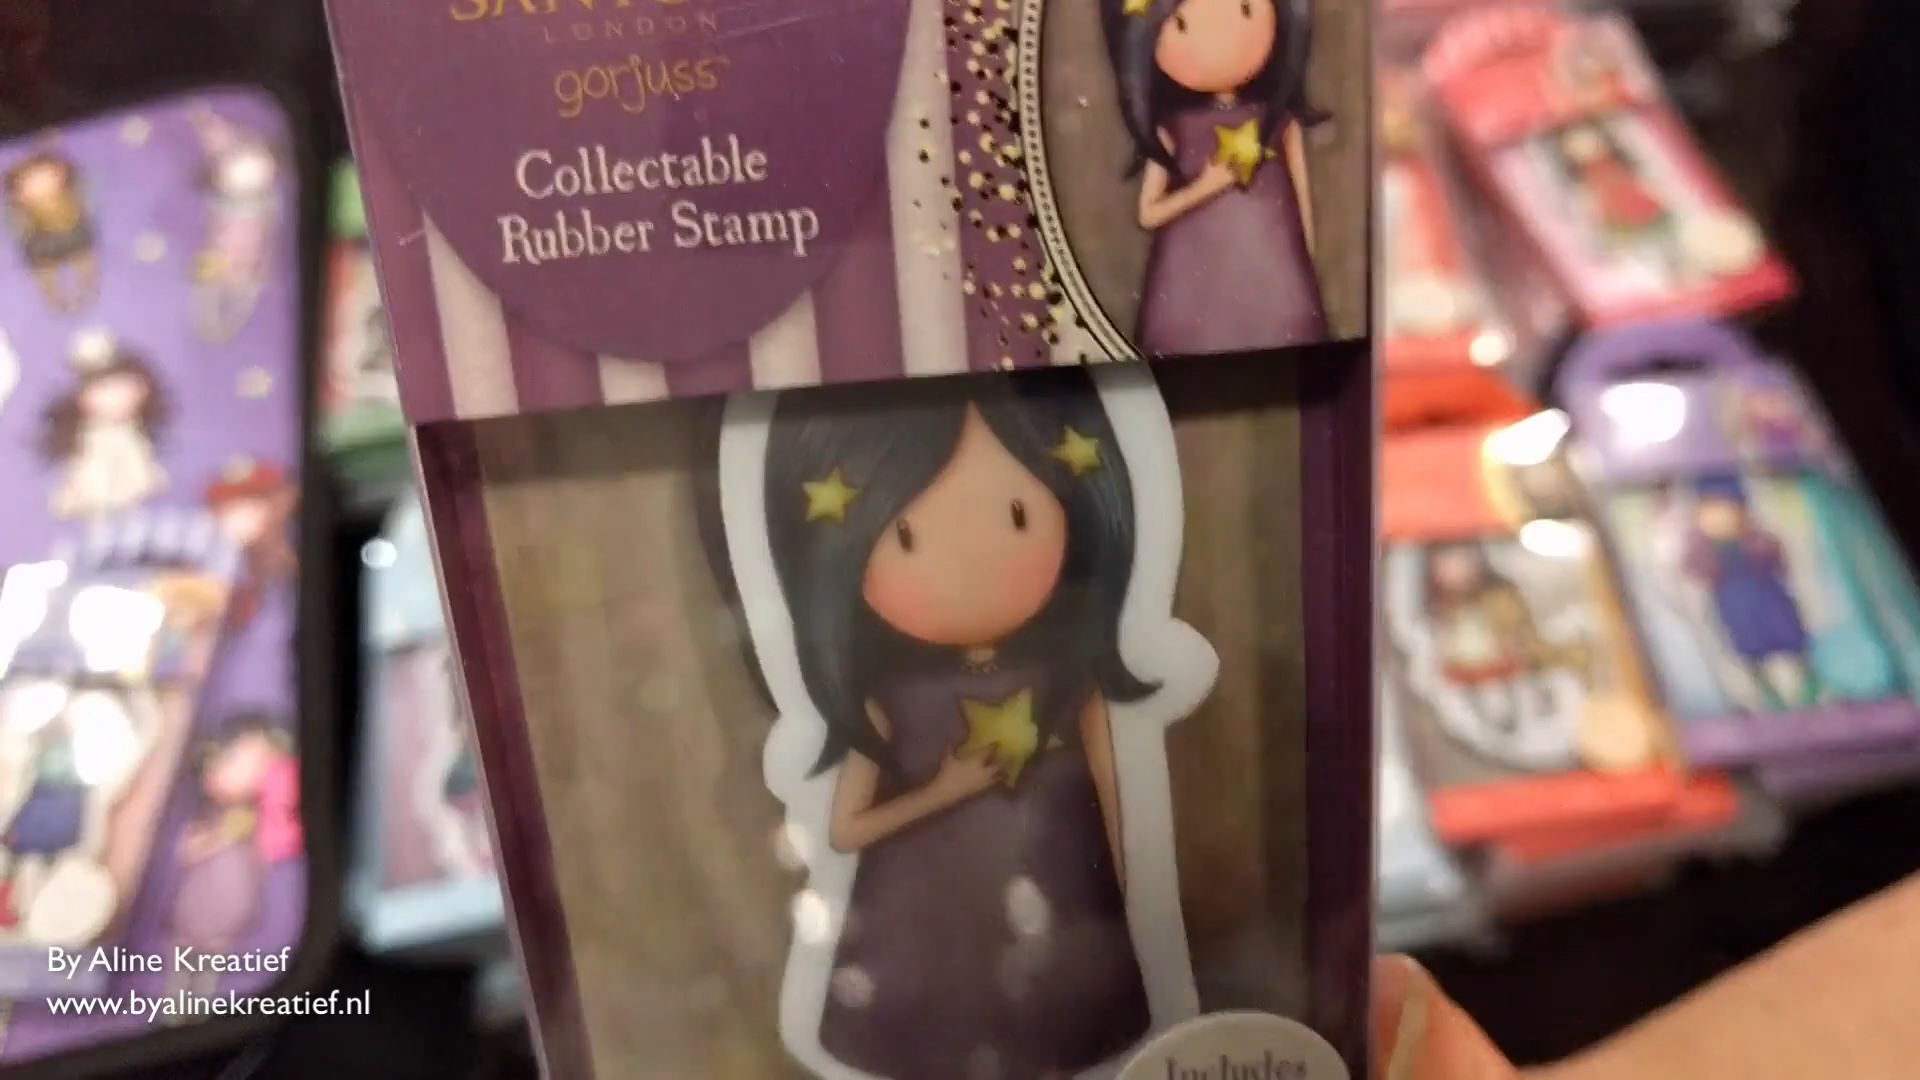 LONDON
gorjuss
Collectable
Rubber Stamp
Includes
By Aline Kreatief
www.byalinekreatief.nl